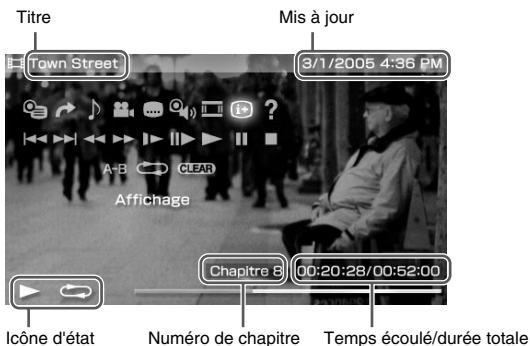 Titre
Mis à jour
Town Street
3/1/2005 4:36 PM
i+ ?
A-B CLEAR
Affichage
Chapitre 8
00:20:28/00:52:00
Icône d'état
Numéro de chapitre
Temps écoulé/durée totale